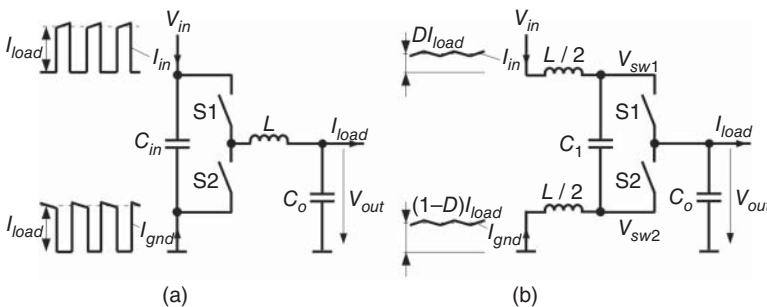 V_in
I_load
I_in
S1
L
I_load
C_in
S2
I_load
C_o
V_out
I_gnd
(a)
V_in
DI_load
I_in
L / 2
V_sw1
S1
I_load
C_1
S2
(1–D)I_load
L / 2
I_gnd
V_sw2
C_o
V_out
(b)